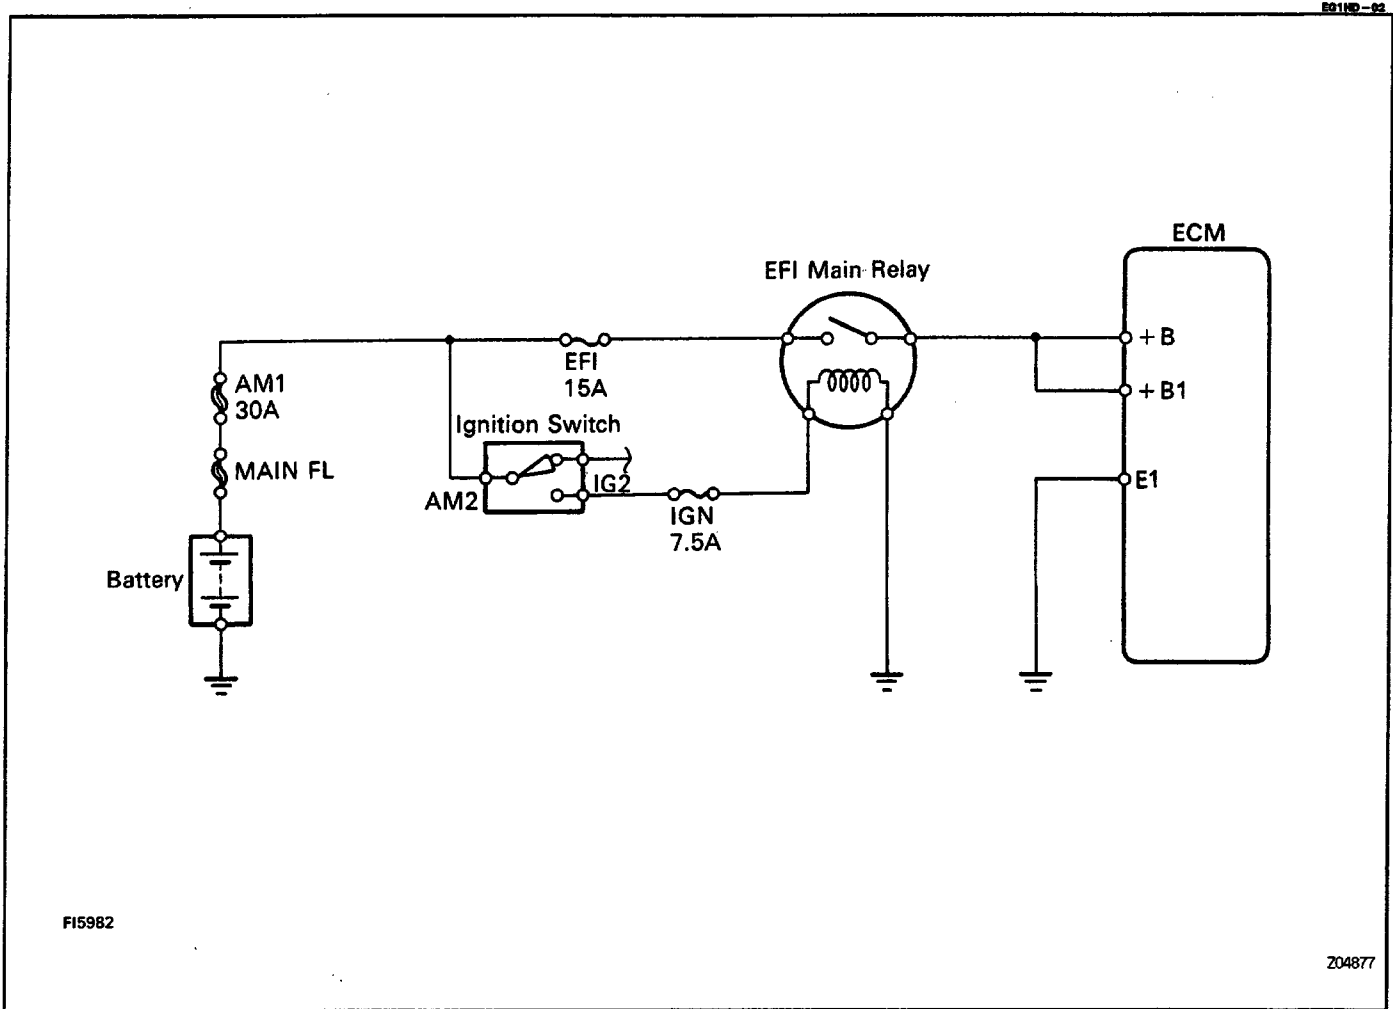 EG1HD-02
ECM
EFI Main Relay
+B
EFI
15A
AM1
30A
+B1
Ignition Switch
MAIN FL
E1
AM2
IG2
IGN
7.5A
Battery
FI5982
Z04877